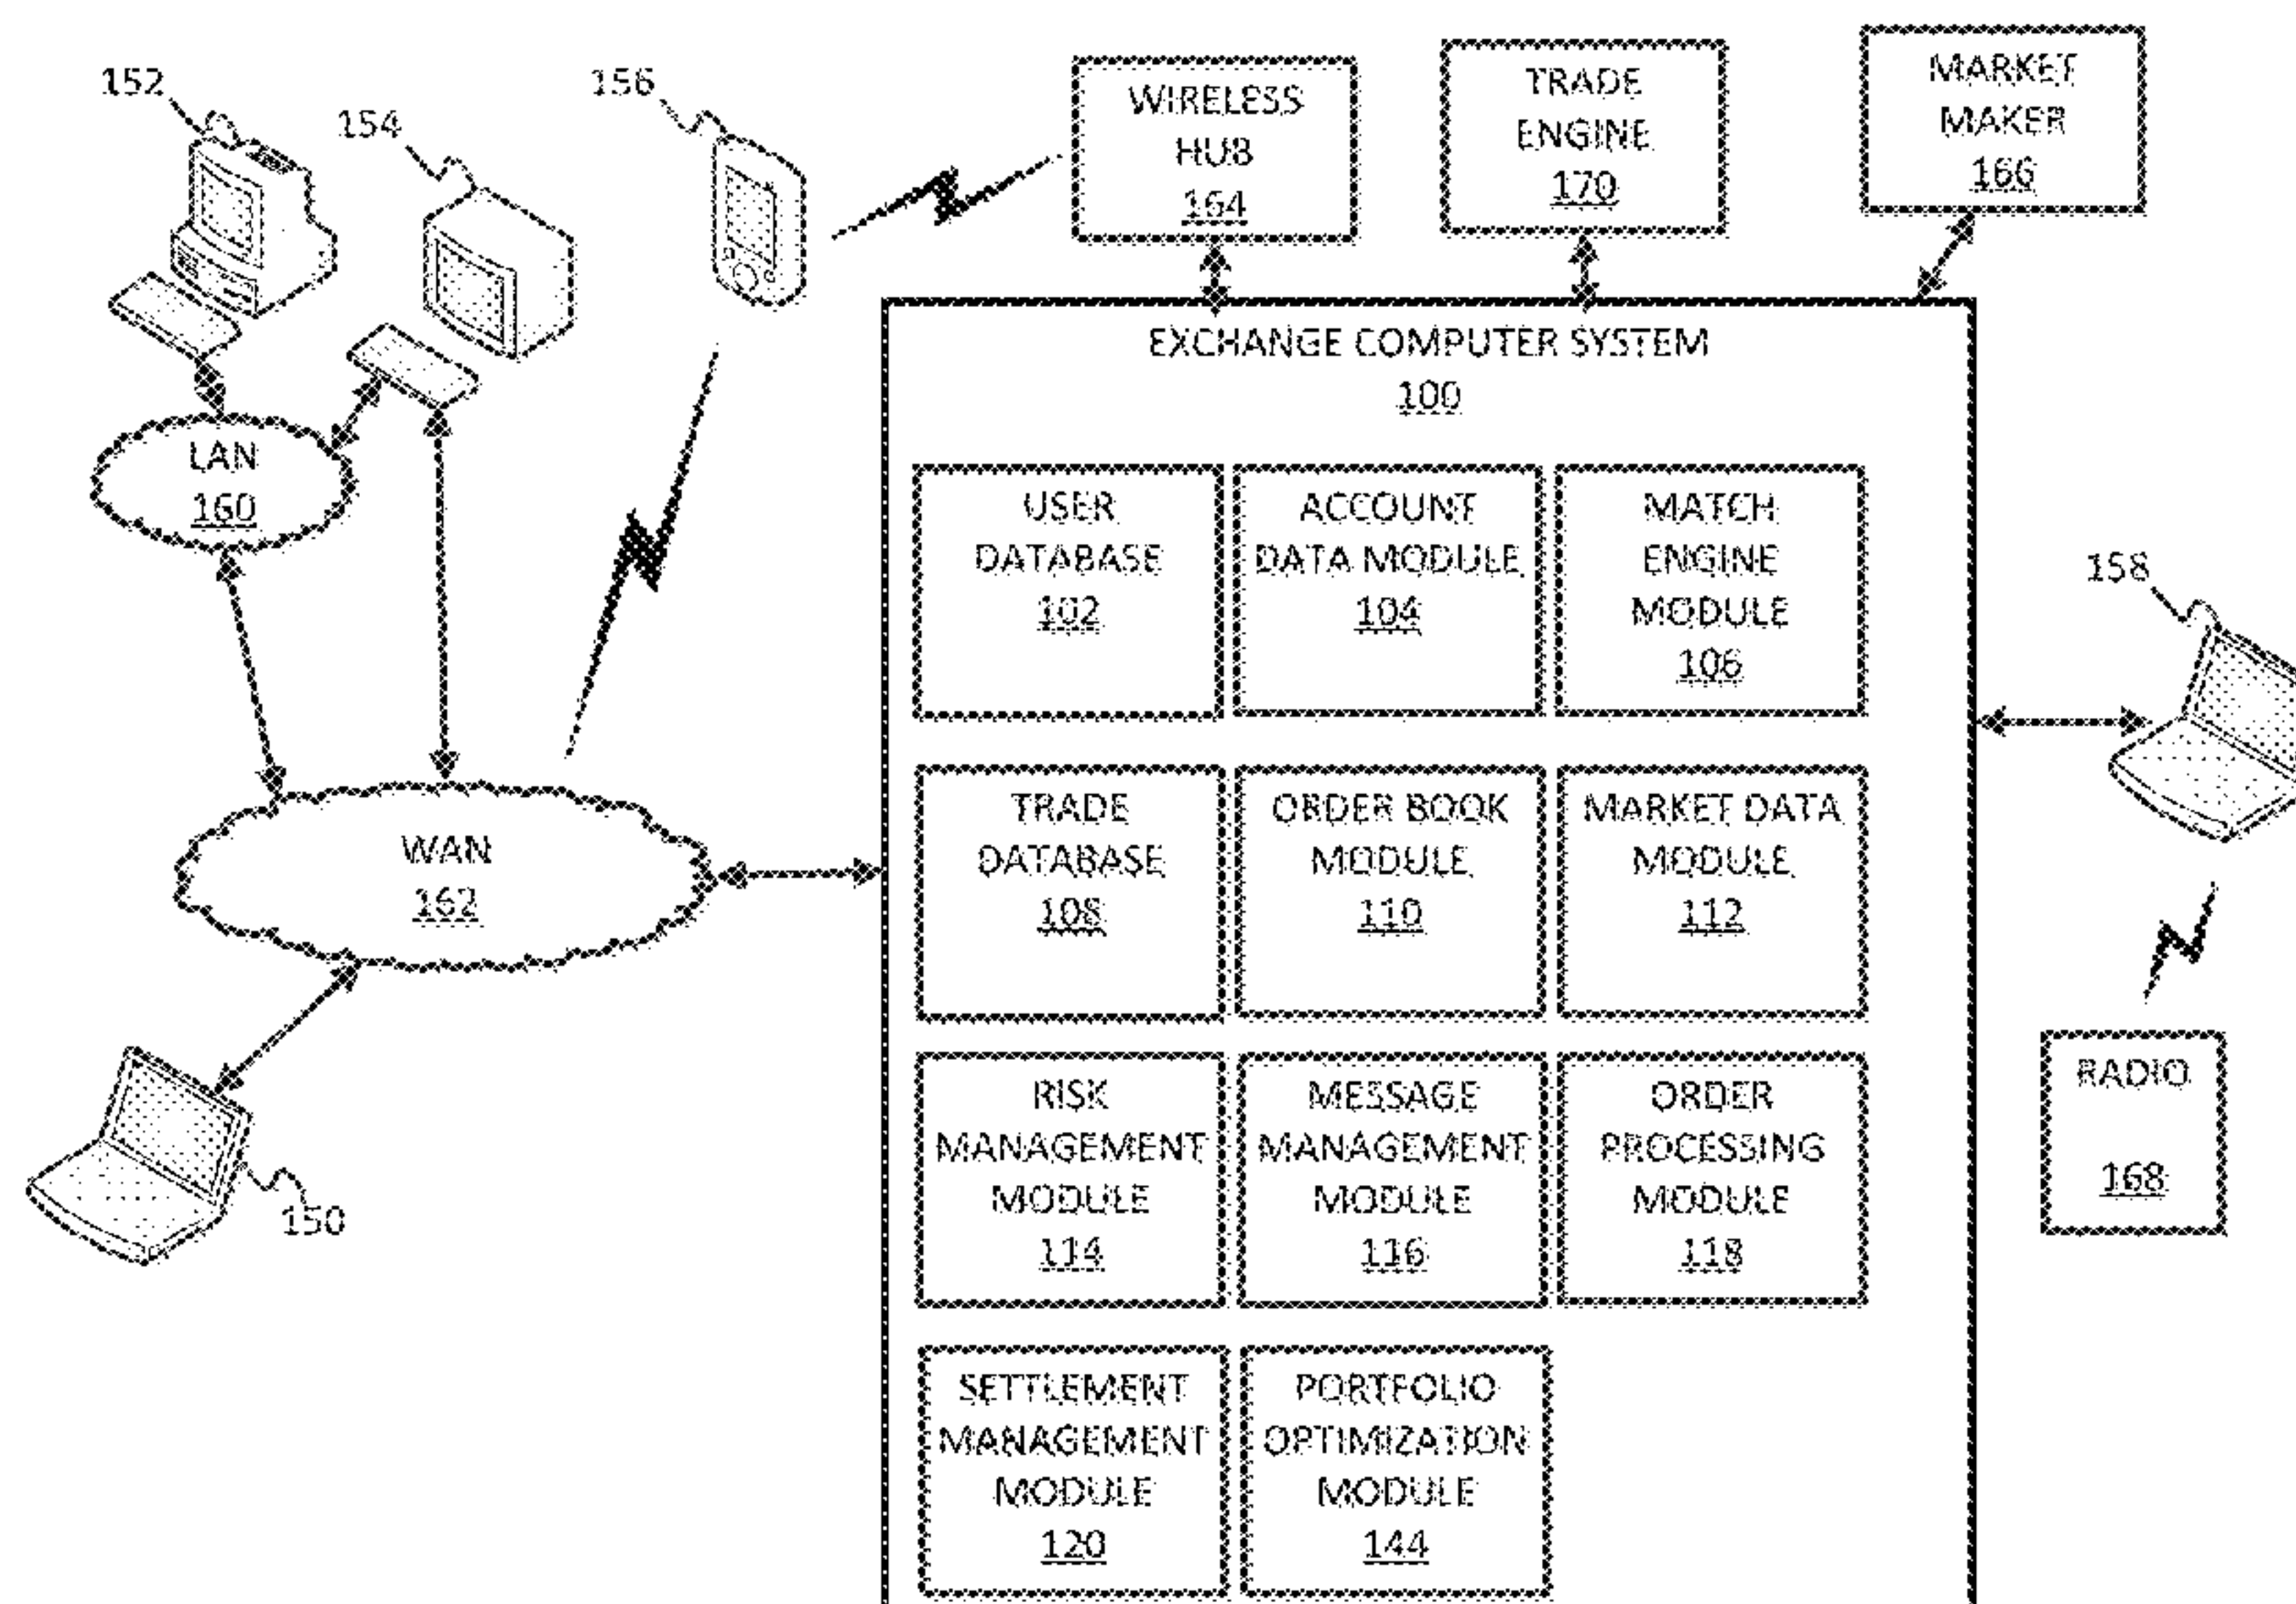 152
154
156
WIRELESS
HUB
164
TRADE
ENGINE
170
MARKET
MAKER
166
EXCHANGE COMPUTER SYSTEM
100
LAN
160
USER
DATABASE
102
ACCOUNT
DATA MODULE
104
MATCH
ENGINE
MODULE
106
158
TRADE
DATABASE
108
ORDER BOOK
MODULE
110
MARKET DATA
MODULE
112
WAN
162
RISK
MANAGEMENT
MODULE
114
MESSAGE
MANAGEMENT
MODULE
116
ORDER
PROCESSING
MODULE
118
RADIO
168
150
SETTLEMENT
MANAGEMENT
MODULE
120
PORTFOLIO
OPTIMIZATION
MODULE
144